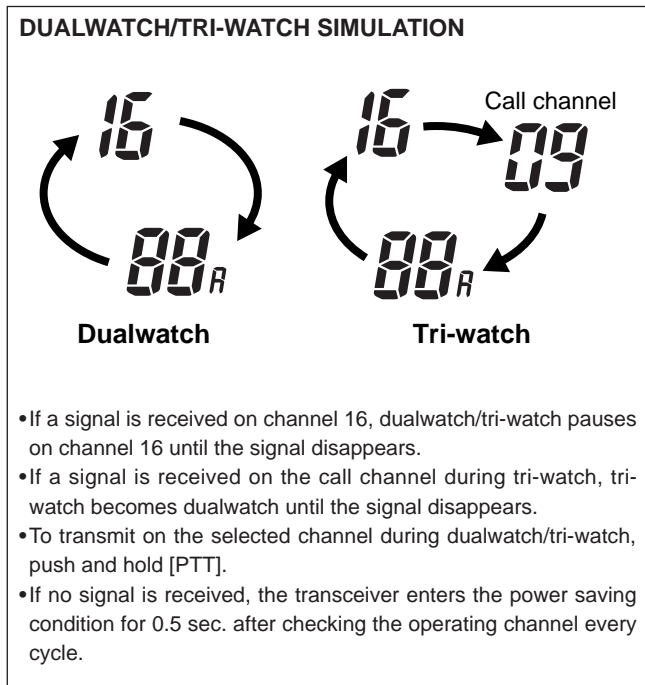 DUALWATCH/TRI-WATCH SIMULATION
16
88A
Dualwatch
16
Call channel
09
88A
Tri-watch
•If a signal is received on channel 16, dualwatch/tri-watch pauses
on channel 16 until the signal disappears.
•If a signal is received on the call channel during tri-watch, tri-
watch becomes dualwatch until the signal disappears.
•To transmit on the selected channel during dualwatch/tri-watch,
push and hold [PTT].
•If no signal is received, the transceiver enters the power saving
condition for 0.5 sec. after checking the operating channel every
cycle.